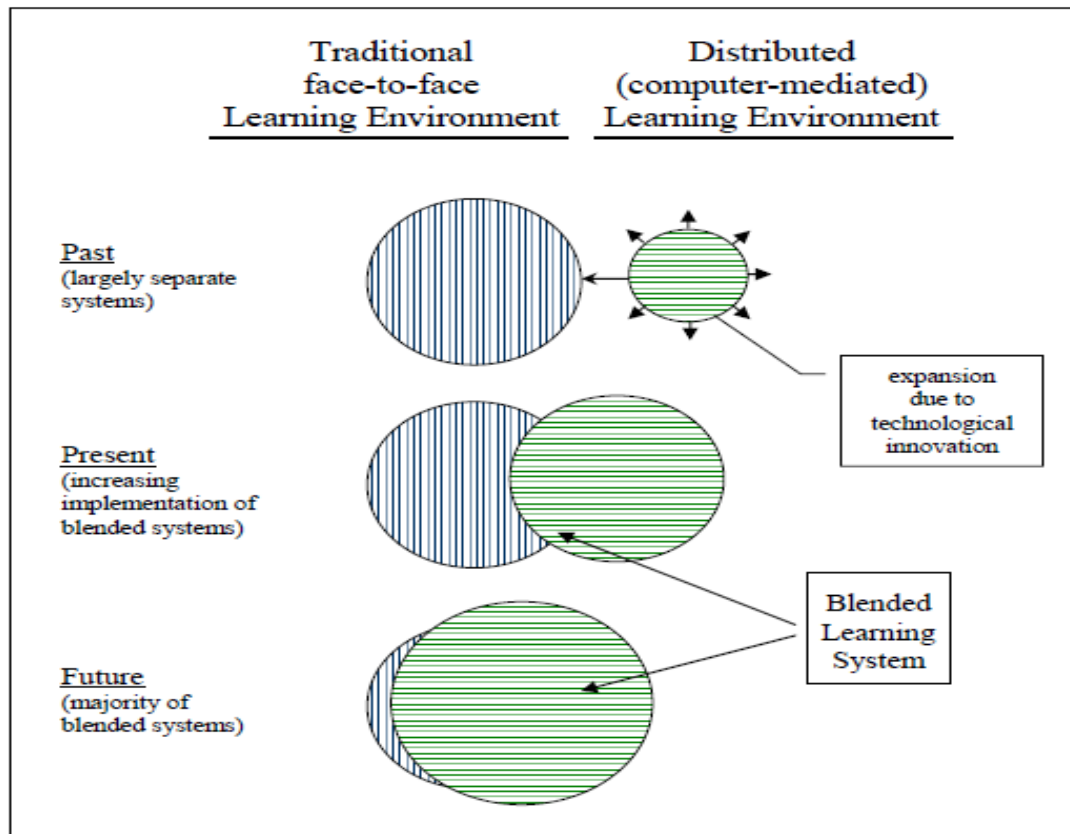 Traditional
face-to-face
Learning Environment
Distributed
(computer-mediated)
Learning Environment
Past
(largely separate
systems)
expansion
due to
technological
innovation
Present
(increasing
implementation of
blended systems)
Blended
Learning
System
Future
(majority of
blended systems)